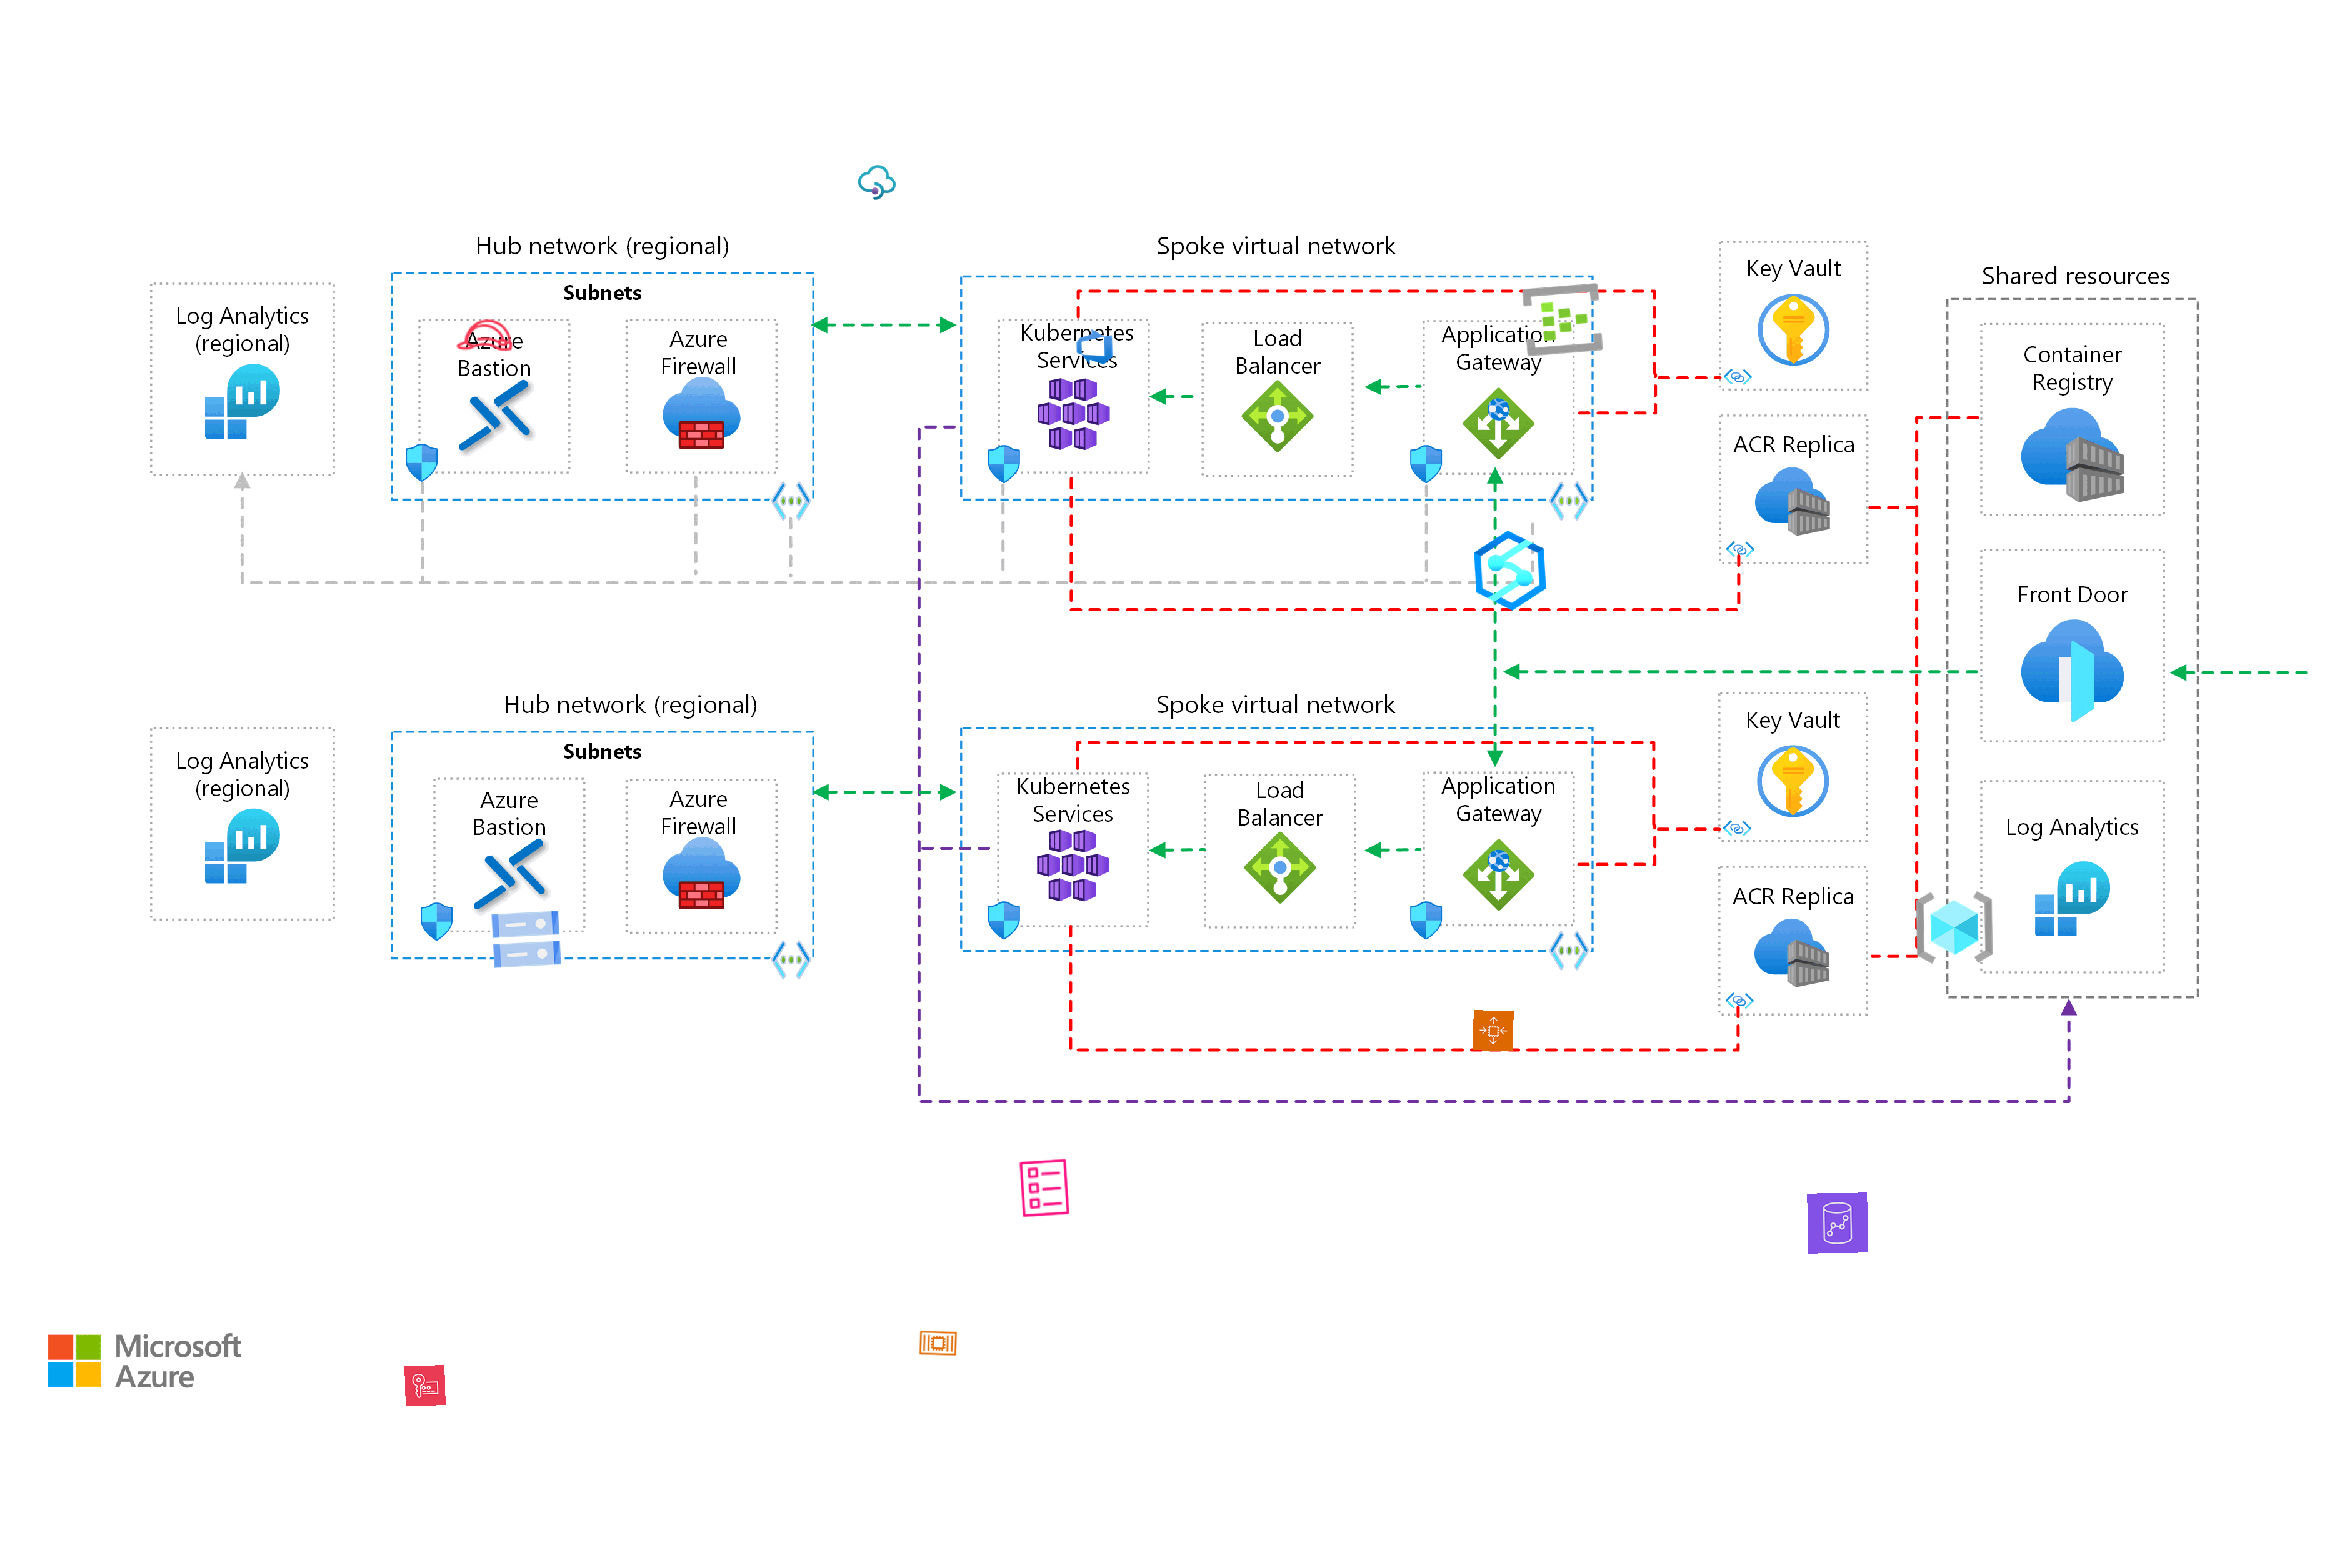 Hub network (regional)
Spoke virtual network
Log Analytics
(regional)
Subnets
Azure
Bastion
Azure
Firewall
Kubernetes
Services
Load
Balancer
Application
Gateway
Key Vault
ACR Replica
Shared resources
Container
Registry
Front Door
Log Analytics
Hub network (regional)
Spoke virtual network
Log Analytics
(regional)
Subnets
Azure
Bastion
Azure
Firewall
Kubernetes
Services
Load
Balancer
Application
Gateway
Key Vault
ACR Replica
Microsoft
Azure